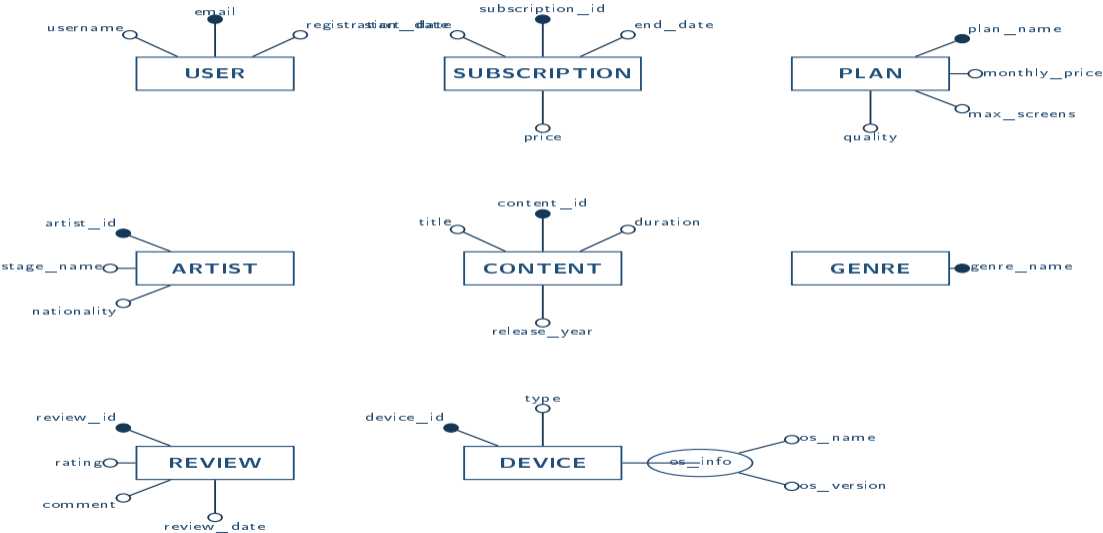 email
subscription_id
username
registration_date
start_date
end_date
plan_name
USER
SUBSCRIPTION
PLAN
monthly_price
max_screens
price
quality
content_id
artist_id
title
duration
stage_name
ARTIST
CONTENT
GENRE
genre_name
nationality
release_year
type
review_id
device_id
os_name
rating
REVIEW
DEVICE
os_info
os_version
comment
review_date